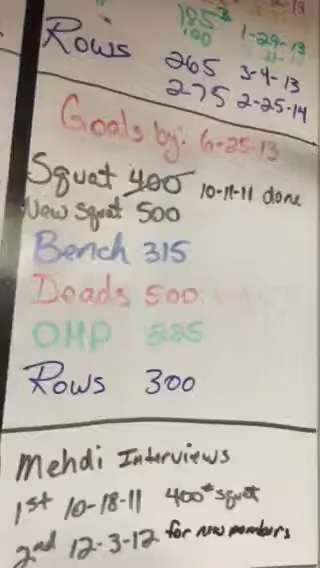 185
Rows 265 3-4-13
275 2-25-14
Goals by: 6-25-13
Squat 400 10-11-11 done
New Squat 500
Bench 315
Deads 500
OHP
Rows 300
Mehdi Interviews
1st 10-18-11 400# squat
2nd 12-3-12 for new members